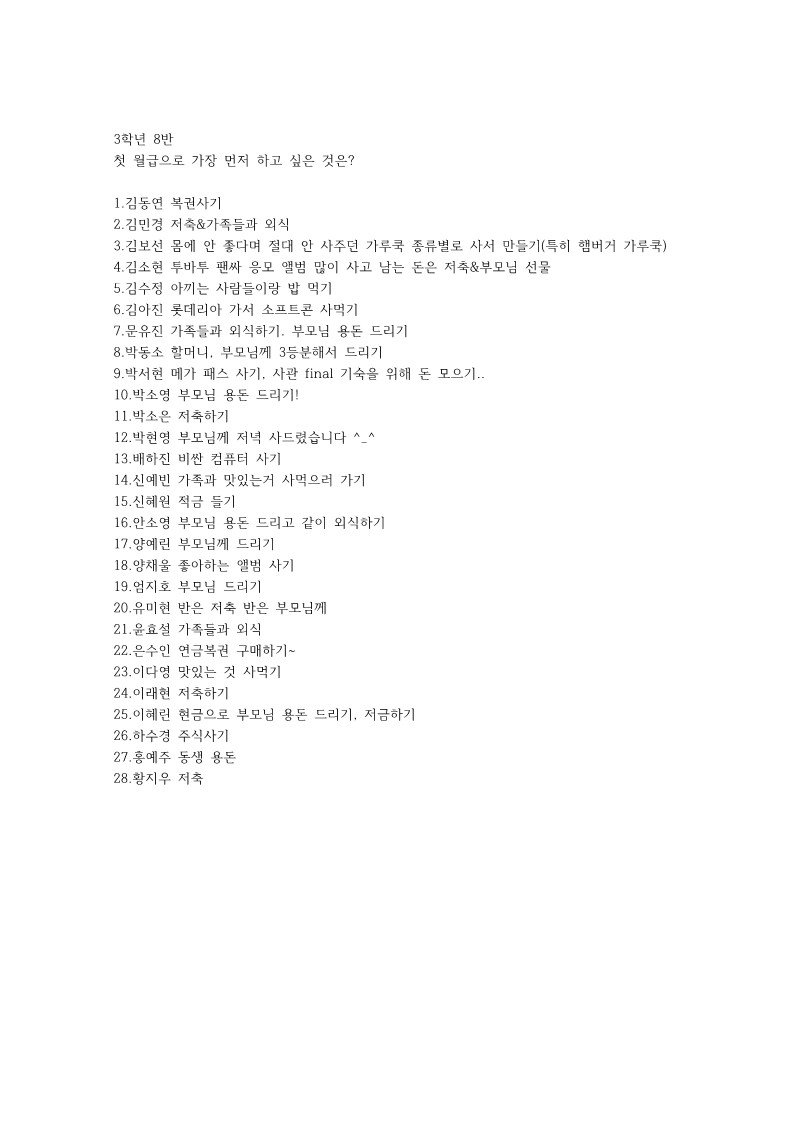 3학년 8반
첫 월급으로 가장 먼저 하고 싶은 것은?
1.김동연 복권사기
2.김민경 저축&가족들과 외식
3.김보선 몸에 안 좋다며 절대 안 사주던 가루쿡 종류별로 사서 만들기(특히 햄버거 가루쿡)
4.김소현 투바투 팬싸 응모 앨범 많이 사고 남는 돈은 저축&부모님 선물
5.김수정 아끼는 사람들이랑 밥 먹기
6.김아진 롯데리아 가서 소프트콘 사먹기
7.문유진 가족들과 외식하기. 부모님 용돈 드리기
8.박동소 할머니, 부모님께 3등분해서 드리기
9.박서현 메가 패스 사기, 사관 final 기숙을 위해 돈 모으기..
10.박소영 부모님 용돈 드리기!
11.박소은 저축하기
12.박현영 부모님께 저녁 사드렸습니다 ^_^
13.배하진 비싼 컴퓨터 사기
14.신예빈 가족과 맛있는거 사먹으러 가기
15.신혜원 적금 들기
16.안소영 부모님 용돈 드리고 같이 외식하기
17.양예린 부모님께 드리기
18.양채울 좋아하는 앨범 사기
19.엄지호 부모님 드리기
20.유미현 반은 저축 반은 부모님께
21.윤효설 가족들과 외식
22.은수인 연금복권 구매하기~
23.이다영 맛있는 것 사먹기
24.이래현 저축하기
25.이혜린 현금으로 부모님 용돈 드리기, 저금하기
26.하수경 주식사기
27.홍예주 동생 용돈
28.황지우 저축